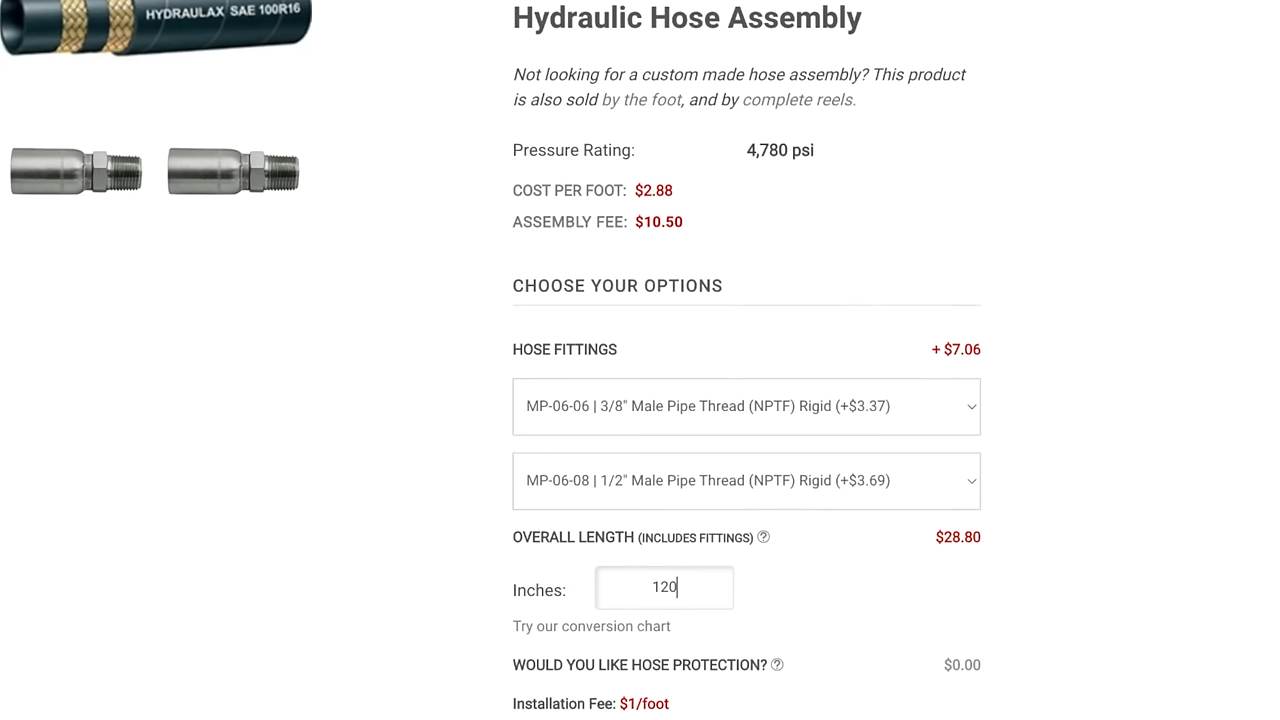 HYDRAULAX SAE 100R16
Hydraulic Hose Assembly
Not looking for a custom made hose assembly? This product
is also sold by the foot, and by complete reels.
Pressure Rating: 4,780 psi
COST PER FOOT: $2.88
ASSEMBLY FEE: $10.50
CHOOSE YOUR OPTIONS
HOSE FITTINGS + $7.06
MP-06-06 | 3/8" Male Pipe Thread (NPTF) Rigid (+$3.37)
MP-06-08 | 1/2" Male Pipe Thread (NPTF) Rigid (+$3.69)
OVERALL LENGTH (INCLUDES FITTINGS) $28.80
Inches: 120
Try our conversion chart
WOULD YOU LIKE HOSE PROTECTION? $0.00
Installation Fee: $1/foot